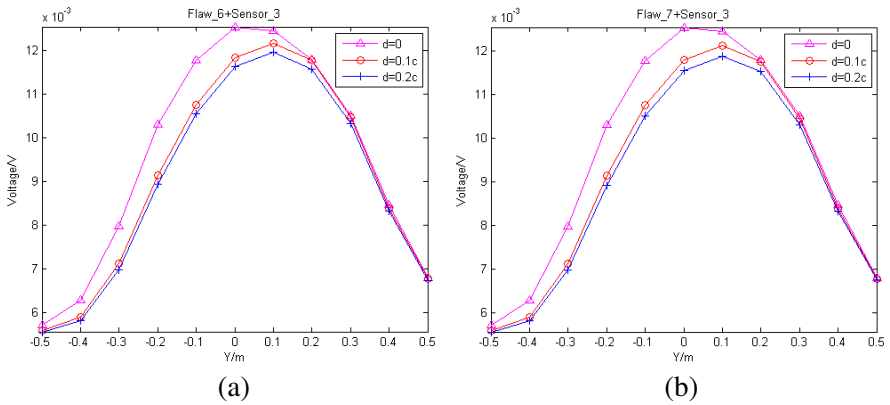 Flaw_6+Sensor_3
x 10⁻³
12
11
10
9
8
7
6
Voltage/V
-0.5 -0.4 -0.3 -0.2 -0.1 0 0.1 0.2 0.3 0.4 0.5
Y/m
d=0
d=0.1c
d=0.2c
(a)
Flaw_7+Sensor_3
x 10⁻³
12
11
10
9
8
7
6
Voltage/V
-0.5 -0.4 -0.3 -0.2 -0.1 0 0.1 0.2 0.3 0.4 0.5
Y/m
d=0
d=0.1c
d=0.2c
(b)